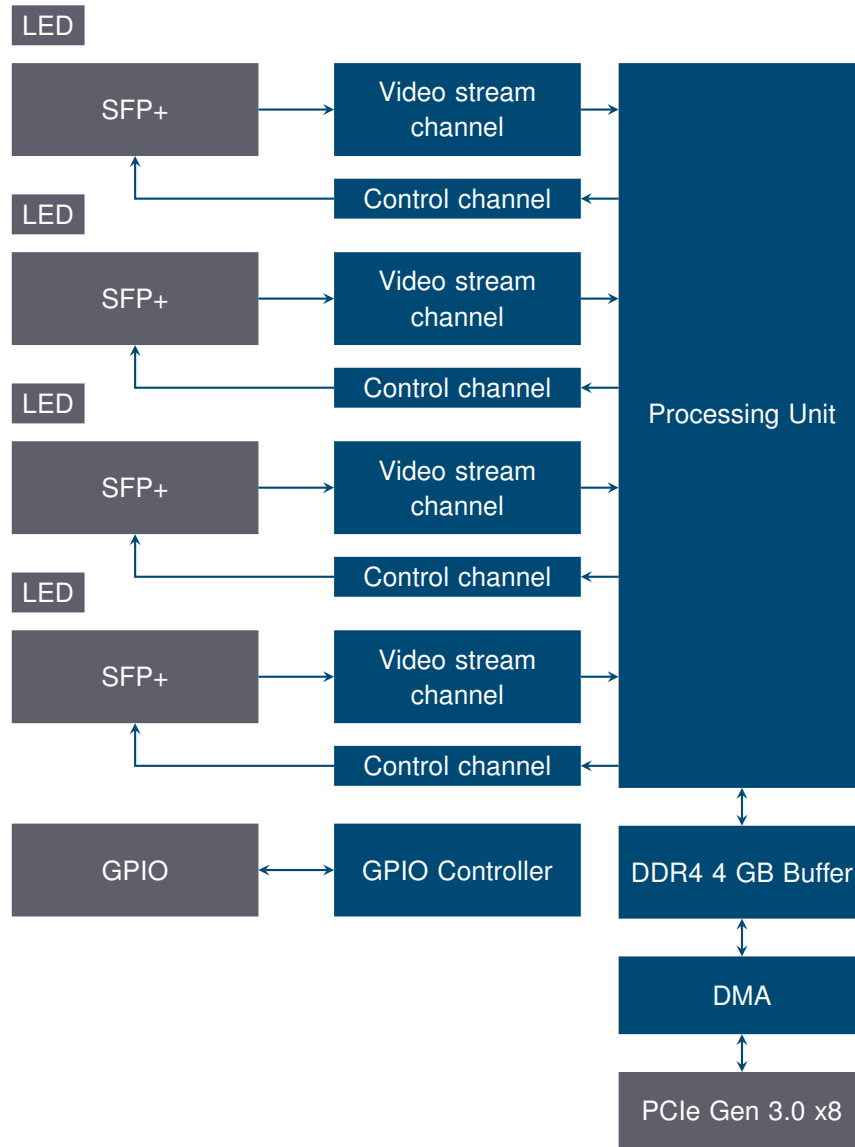 LED
SFP+
Video stream
channel
Control channel
LED
SFP+
Video stream
channel
Control channel
LED
SFP+
Video stream
channel
Control channel
LED
SFP+
Video stream
channel
Control channel
Processing Unit
GPIO
GPIO Controller
DDR4 4 GB Buffer
DMA
PCIe Gen 3.0 x8